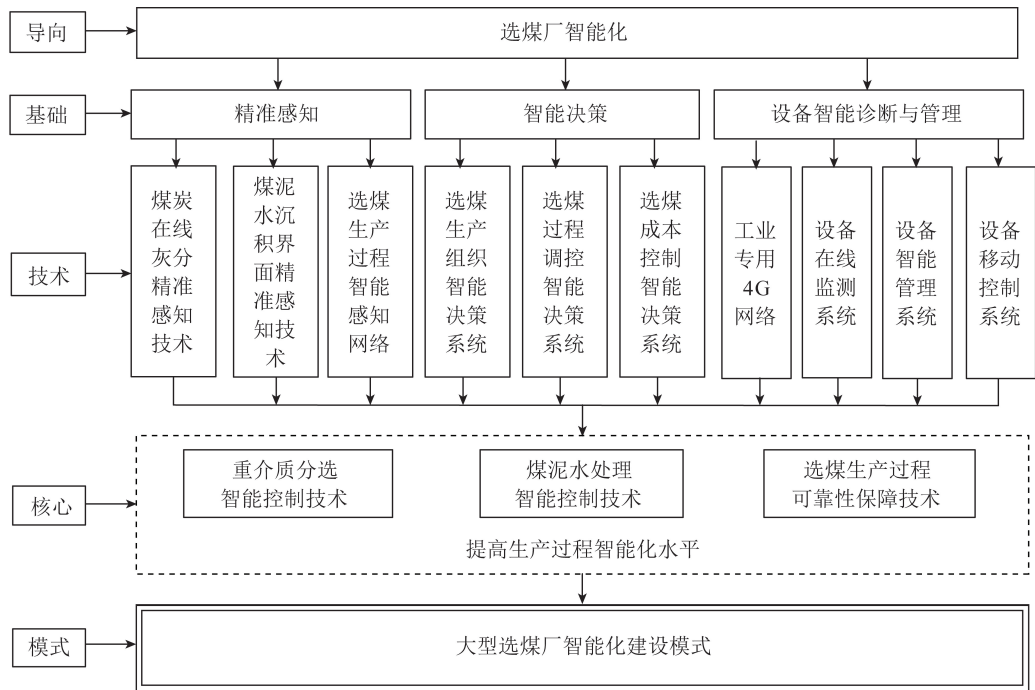 导向
选煤厂智能化
基础
精准感知
智能决策
设备智能诊断与管理
技术
煤炭
在线
灰分
精准
感知
技术
煤泥
水沉
积界
面精
准感
知技
术
选煤
生产
过程
智能
感知
网络
选煤
生产
组织
智能
决策
系统
选煤
过程
调控
智能
决策
系统
选煤
成本
控制
智能
决策
系统
工业
专用
4G
网络
设备
在线
监测
系统
设备
智能
管理
系统
设备
移动
控制
系统
核心
重介质分选
智能控制技术
煤泥水处理
智能控制技术
选煤生产过程
可靠性保障技术
提高生产过程智能化水平
模式
大型选煤厂智能化建设模式